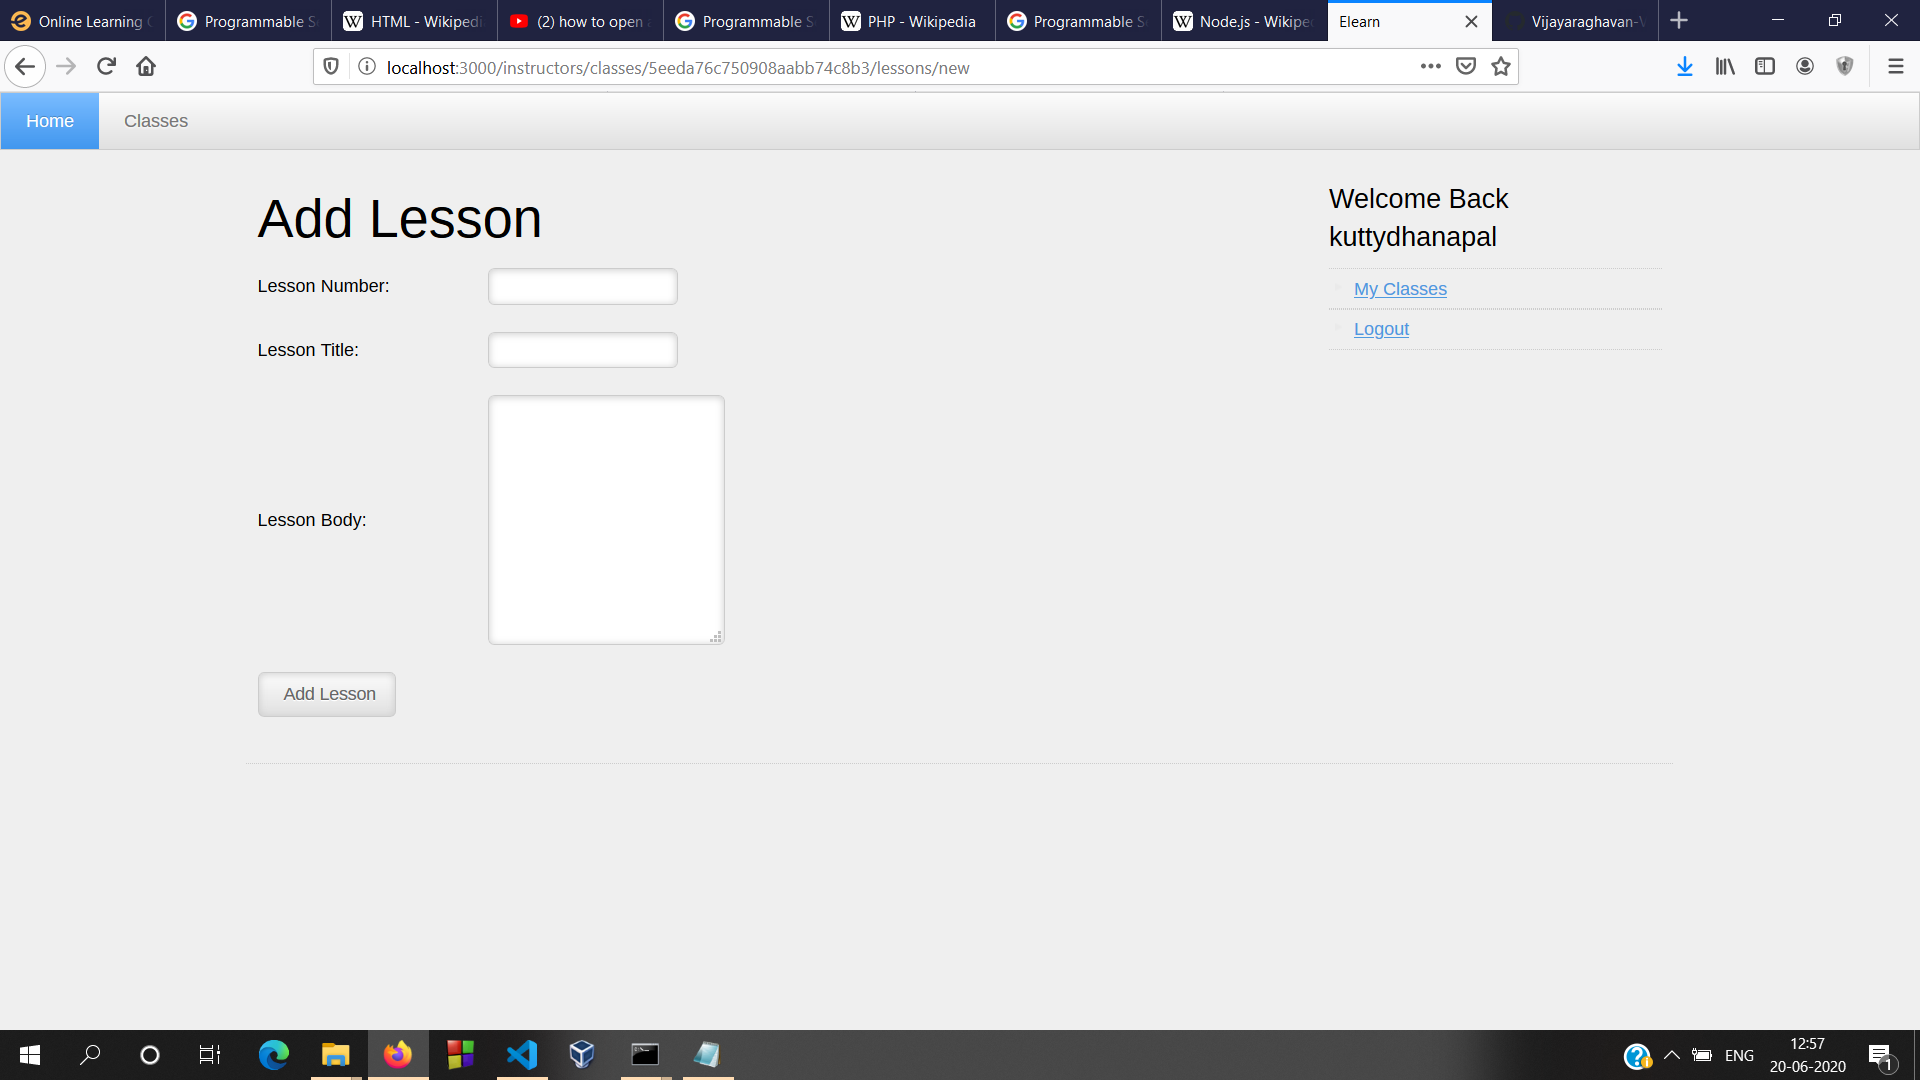 Online Learning
Programmable S
HTML - Wikipedi
(2) how to open
Programmable S
PHP - Wikipedia
Programmable S
Node.js - Wikipe
Elearn
Vijayaraghavan-V
localhost:3000/instructors/classes/5eeda76c750908aabb74c8b3/lessons/new
Home
Classes
Add Lesson
Lesson Number:
Lesson Title:
Lesson Body:
Add Lesson
Welcome Back
kuttydhanapal
My Classes
Logout
ENG
12:57
20-06-2020
1